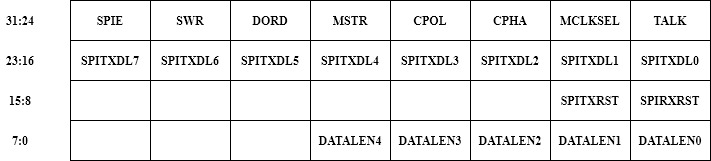 31:24 SPIE SWR DORD MSTR CPOL CPHA MCLKSEL TALK
23:16 SPITXDL7 SPITXDL6 SPITXDL5 SPITXDL4 SPITXDL3 SPITXDL2 SPITXDL1 SPITXDL0
15:8 SPITXRST SPIRXRST
7:0 DATALEN4 DATALEN3 DATALEN2 DATALEN1 DATALEN0